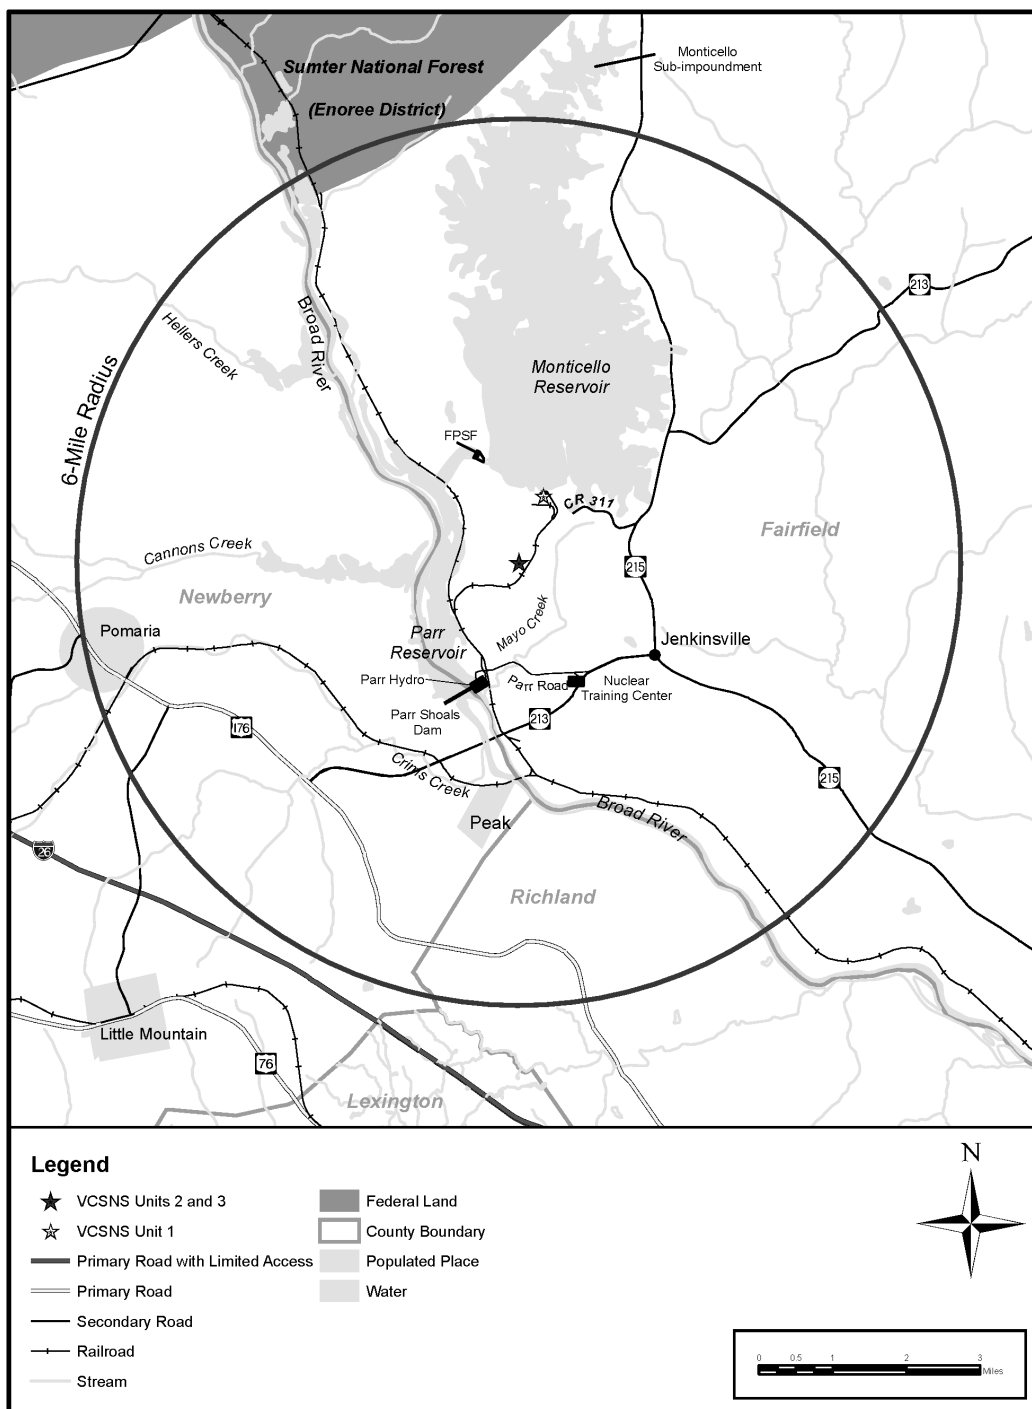 Monticello
Sub-impoundment
Sumter National Forest
(Enoree District)
213
Broad River
Hellers Creek
Monticello
Reservoir
6-Mile Radius
FPSF
CR 311
Fairfield
Cannons Creek
215
Newberry
Mayo Creek
Pomaria
Parr
Reservoir
Jenkinsville
Parr Hydro
Parr Road
Nuclear
Training Center
Parr Shoals
Dam
213
176
Crims Creek
215
Broad River
Peak
26
Richland
Little Mountain
76
Lexington
Legend
VCSNS Units 2 and 3
VCSNS Unit 1
Primary Road with Limited Access
Primary Road
Secondary Road
Railroad
Stream
Federal Land
County Boundary
Populated Place
Water
N
0 0.5 1 2 3
Miles